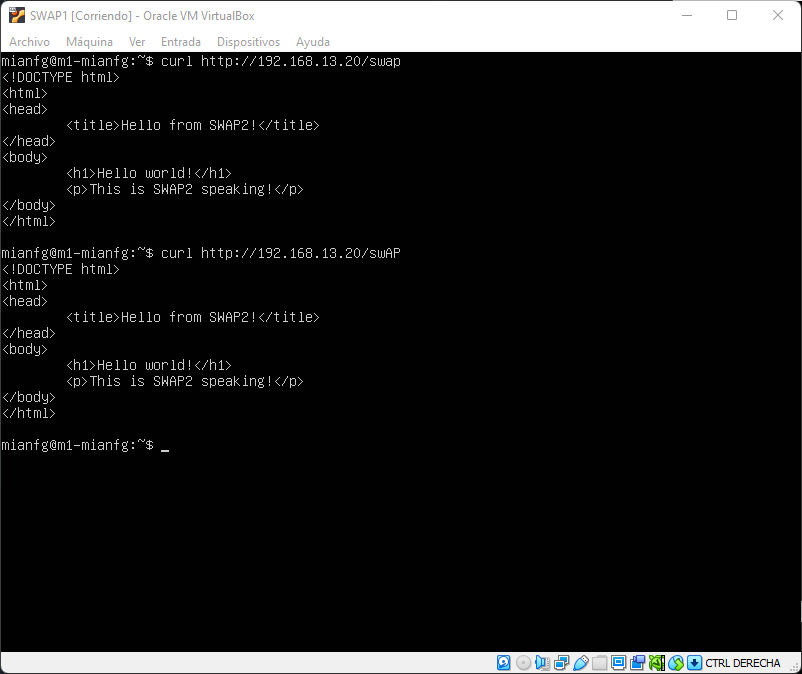 SWAP1 [Corriendo] - Oracle VM VirtualBox
Archivo Máquina Ver Entrada Dispositivos Ayuda
mianfg@m1-mianfg:~$ curl http://192.168.13.20/swap
<!DOCTYPE html>
<html>
<head>
        <title>Hello from SWAP2!</title>
</head>
<body>
        <h1>Hello world!</h1>
        <p>This is SWAP2 speaking!</p>
</body>
</html>

mianfg@m1-mianfg:~$ curl http://192.168.13.20/swAP
<!DOCTYPE html>
<html>
<head>
        <title>Hello from SWAP2!</title>
</head>
<body>
        <h1>Hello world!</h1>
        <p>This is SWAP2 speaking!</p>
</body>
</html>

mianfg@m1-mianfg:~$ _
CTRL DERECHA